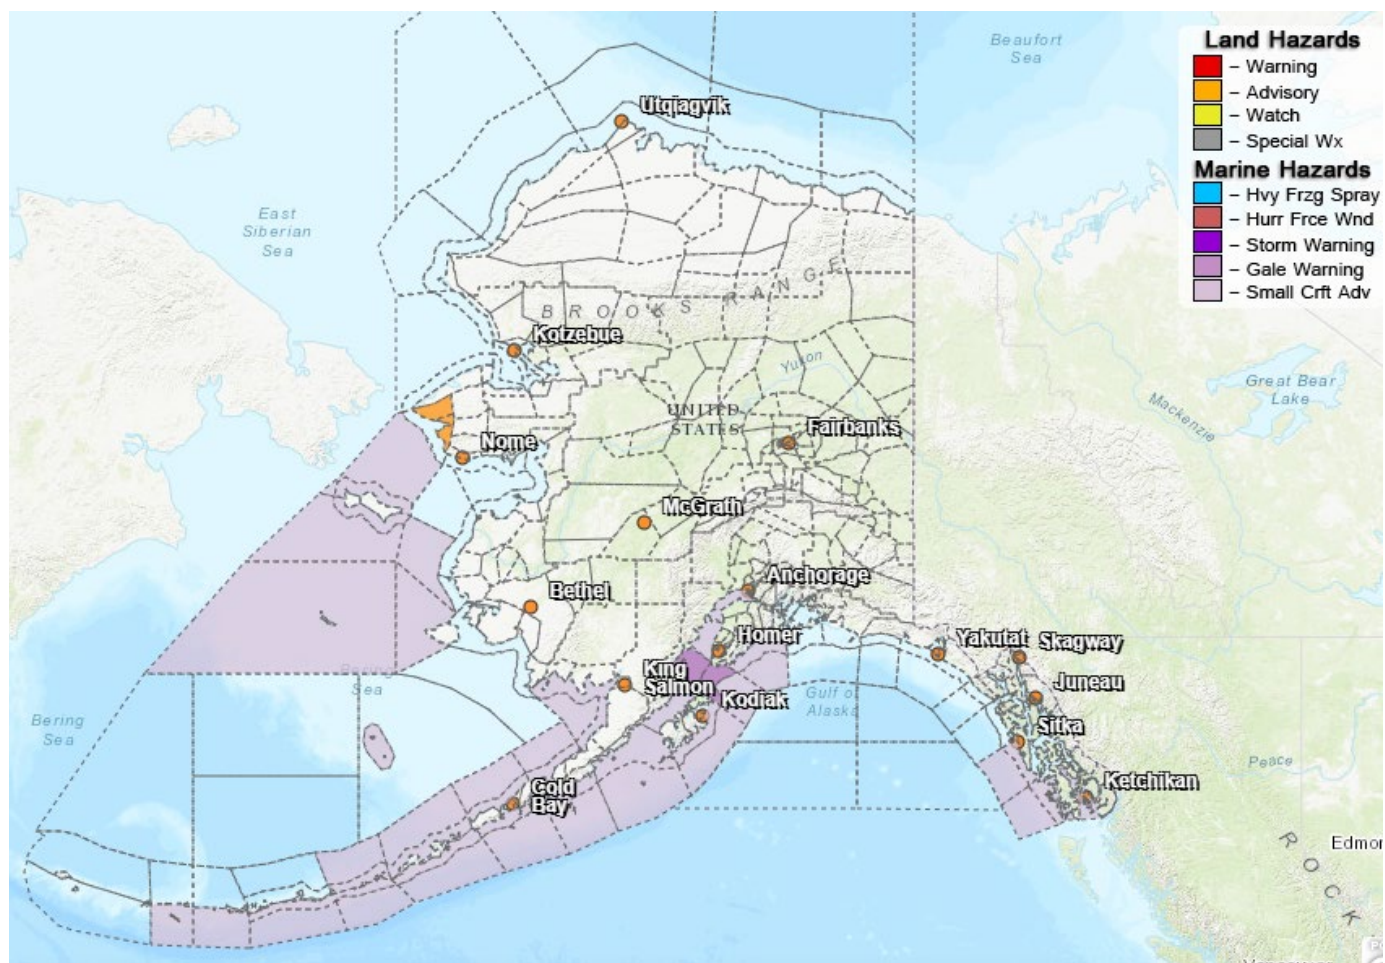 Land Hazards
– Warning
– Advisory
– Watch
– Special Wx
Marine Hazards
– Hvy Frzg Spray
– Hurr Frce Wnd
– Storm Warning
– Gale Warning
– Small Crft Adv
Beaufort
Sea
Utqiagvik
East
Siberian
Sea
BROOKS RANGE
Kotzebue
Yukon
Great Bear
Lake
Mackenzie
UNITED
STATES
Fairbanks
Nome
McGrath
Anchorage
Bethel
Homer
Yakutat
Skagway
King
Salmon
Bering
Sea
Juneau
Kodiak
Gulf of
Alaska
Bering
Sea
Sitka
Peace
Ketchikan
Cold
Bay
Edmor
ROCK